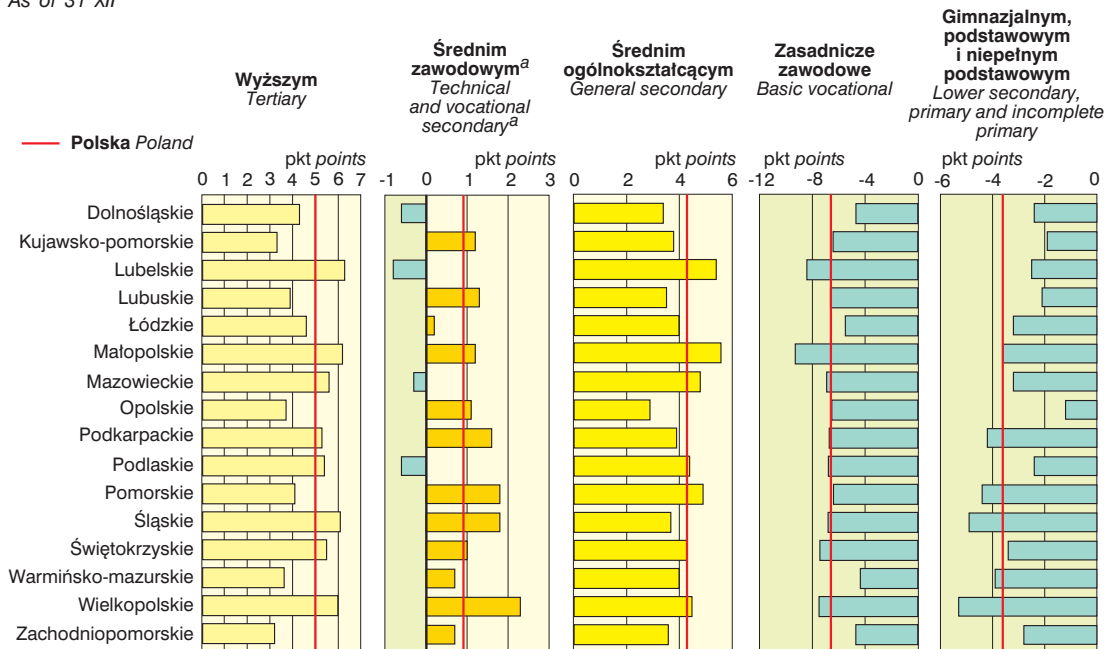 As of 31 XII
Wyższym
Tertiary
Średnim
zawodowym a
Technical
and vocational
secondary a
Średnim
ogólnokształcącym
General secondary
Zasadnicze
zawodowe
Basic vocational
Gimnazjalnym,
podstawowym
i niepełnym
podstawowym
Lower secondary,
primary and incomplete
primary
Polska Poland
pkt points
pkt points
pkt points
pkt points
pkt points
0 1 2 3 4 5 6 7
-1 0 2 3
0 2 4 6
-12 -8 -4 0
-6 -4 -2 0
Dolnośląskie
Kujawsko-pomorskie
Lubelskie
Lubuskie
Łódzkie
Małopolskie
Mazowieckie
Opolskie
Podkarpackie
Podlaskie
Pomorskie
Śląskie
Świętokrzyskie
Warmińsko-mazurskie
Wielkopolskie
Zachodniopomorskie